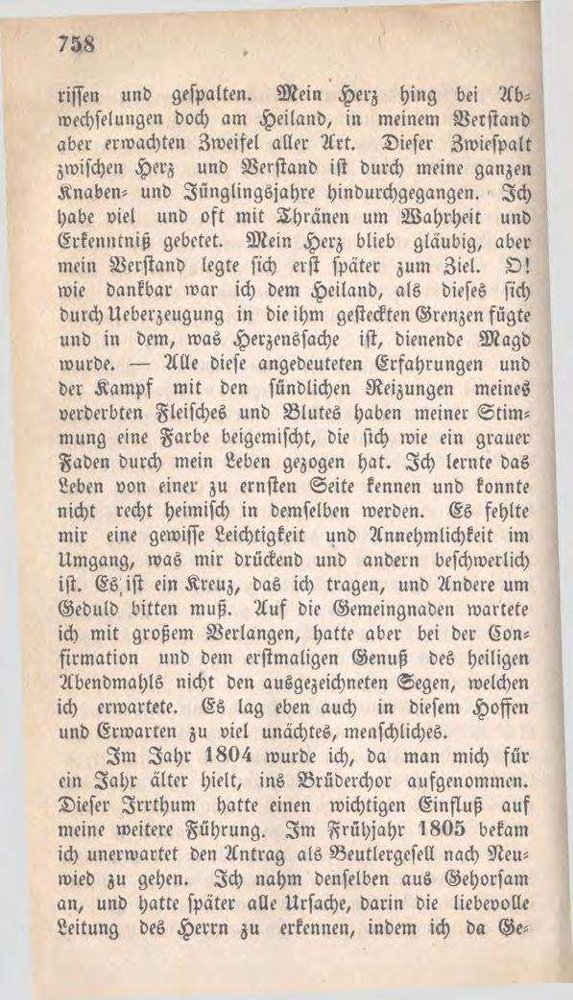 758
rissen und gespalten. Mein Herz hing bei Ab-
wechselungen doch am Heiland, in meinem Verstand
aber erwachten Zweifel aller Art. Dieser Zwiespalt
zwischen Herz und Verstand ist durch meine ganzen
Knaben- und Jünglingsjahre hindurchgegangen. Ich
habe viel und oft mit Thränen um Wahrheit und
Erkenntniß gebetet. Mein Herz blieb gläubig, aber
mein Verstand legte sich erst später zum Ziel. O!
wie dankbar war ich dem Heiland, als dieses sich
durch Ueberzeugung in die ihm gesteckten Grenzen fügte
und in dem, was Herzenssache ist, dienende Magd
wurde. — Alle diese angedeuteten Erfahrungen und
der Kampf mit den sündlichen Reizungen meines
verderbten Fleisches und Blutes haben meiner Stim-
mung eine Farbe beigemischt, die sich wie ein grauer
Faden durch mein Leben gezogen hat. Ich lernte das
Leben von einer zu ernsten Seite kennen und konnte
nicht recht heimisch in demselben werden. Es fehlte
mir eine gewisse Leichtigkeit und Annehmlichkeit im
Umgang, was mir drückend und andern beschwerlich
ist. Es ist ein Kreuz, das ich tragen, und Andere um
Geduld bitten muß. Auf die Gemeingnaden wartete
ich mit großem Verlangen, hatte aber bei der Con-
firmation und dem erstmaligen Genuß des heiligen
Abendmahls nicht den ausgezeichneten Segen, welchen
ich erwartete. Es lag eben auch in diesem Hoffen
und Erwarten zu viel unächtes, menschliches.
Im Jahr 1804 wurde ich, da man mich für
ein Jahr älter hielt, ins Brüderchor aufgenommen.
Dieser Irrthum hatte einen wichtigen Einfluß auf
meine weitere Führung. Im Frühjahr 1805 bekam
ich unerwartet den Antrag als Beutlergesell nach Neu-
wied zu gehen. Ich nahm denselben aus Gehorsam
an, und hatte später alle Ursache, darin die liebevolle
Leitung des Herrn zu erkennen, indem ich da Ge-